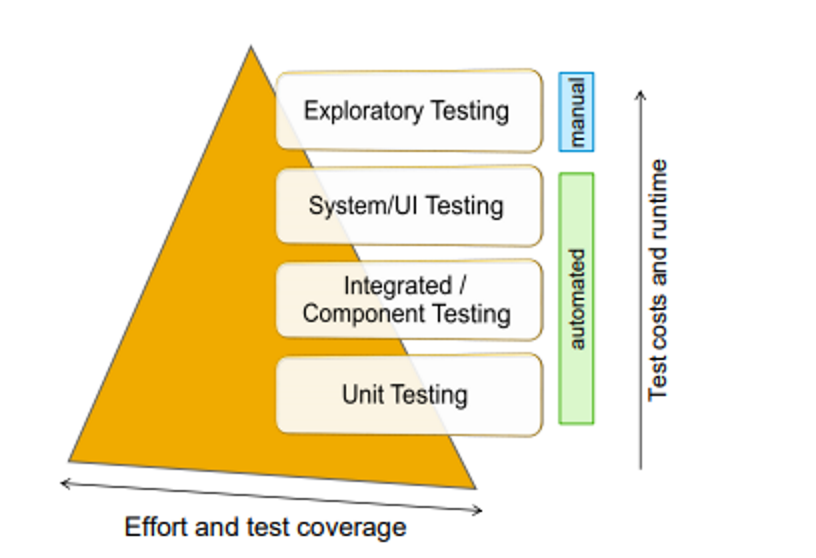 Exploratory Testing
manual
System/UI Testing
Integrated /
Component Testing
automated
Unit Testing
Test costs and runtime
Effort and test coverage